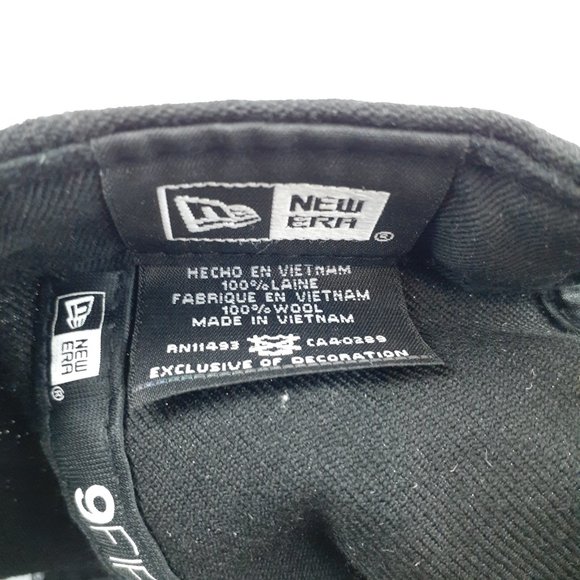 NEW
ERA
®
HECHO EN VIETNAM
100% LAINE
FABRIQUE EN VIETNAM
100% WOOL
MADE IN VIETNAM
RN11493 CA40289
EXCLUSIVE OF DECORATION
NEW
ERA
®